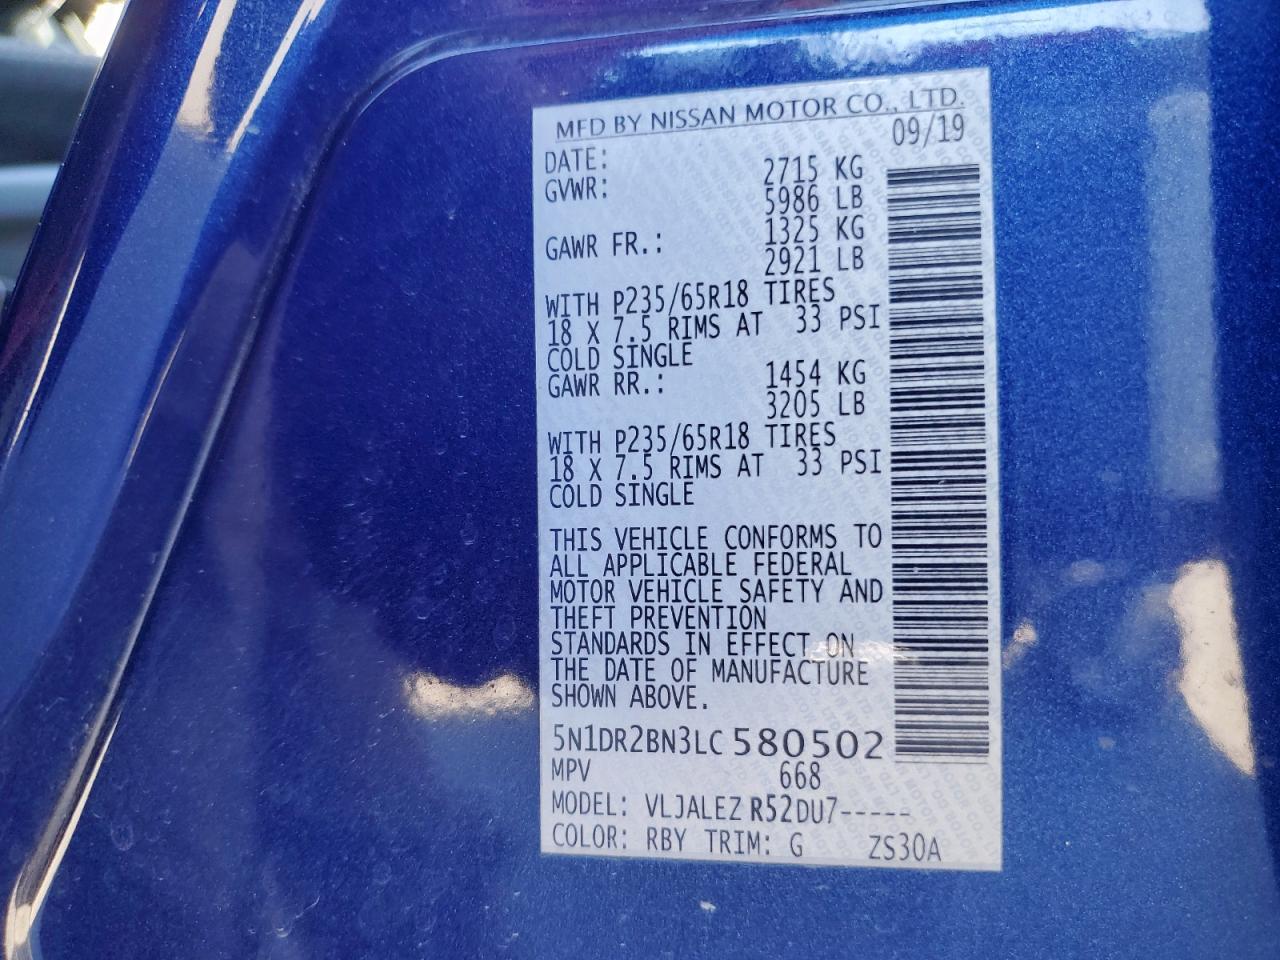 MFD BY NISSAN MOTOR CO., LTD.
DATE: 09/19
GVWR: 2715 KG
5986 LB
GAWR FR.: 1325 KG
2921 LB
WITH P235/65R18 TIRES
18 X 7.5 RIMS AT 33 PSI
COLD SINGLE
GAWR RR.: 1454 KG
3205 LB
WITH P235/65R18 TIRES
18 X 7.5 RIMS AT 33 PSI
COLD SINGLE
THIS VEHICLE CONFORMS TO
ALL APPLICABLE FEDERAL
MOTOR VEHICLE SAFETY AND
THEFT PREVENTION
STANDARDS IN EFFECT ON
THE DATE OF MANUFACTURE
SHOWN ABOVE.
5N1DR2BN3LC580502
MPV 668
MODEL: VLJALEZ R52DU7-----
COLOR: RBY TRIM: G ZS30A